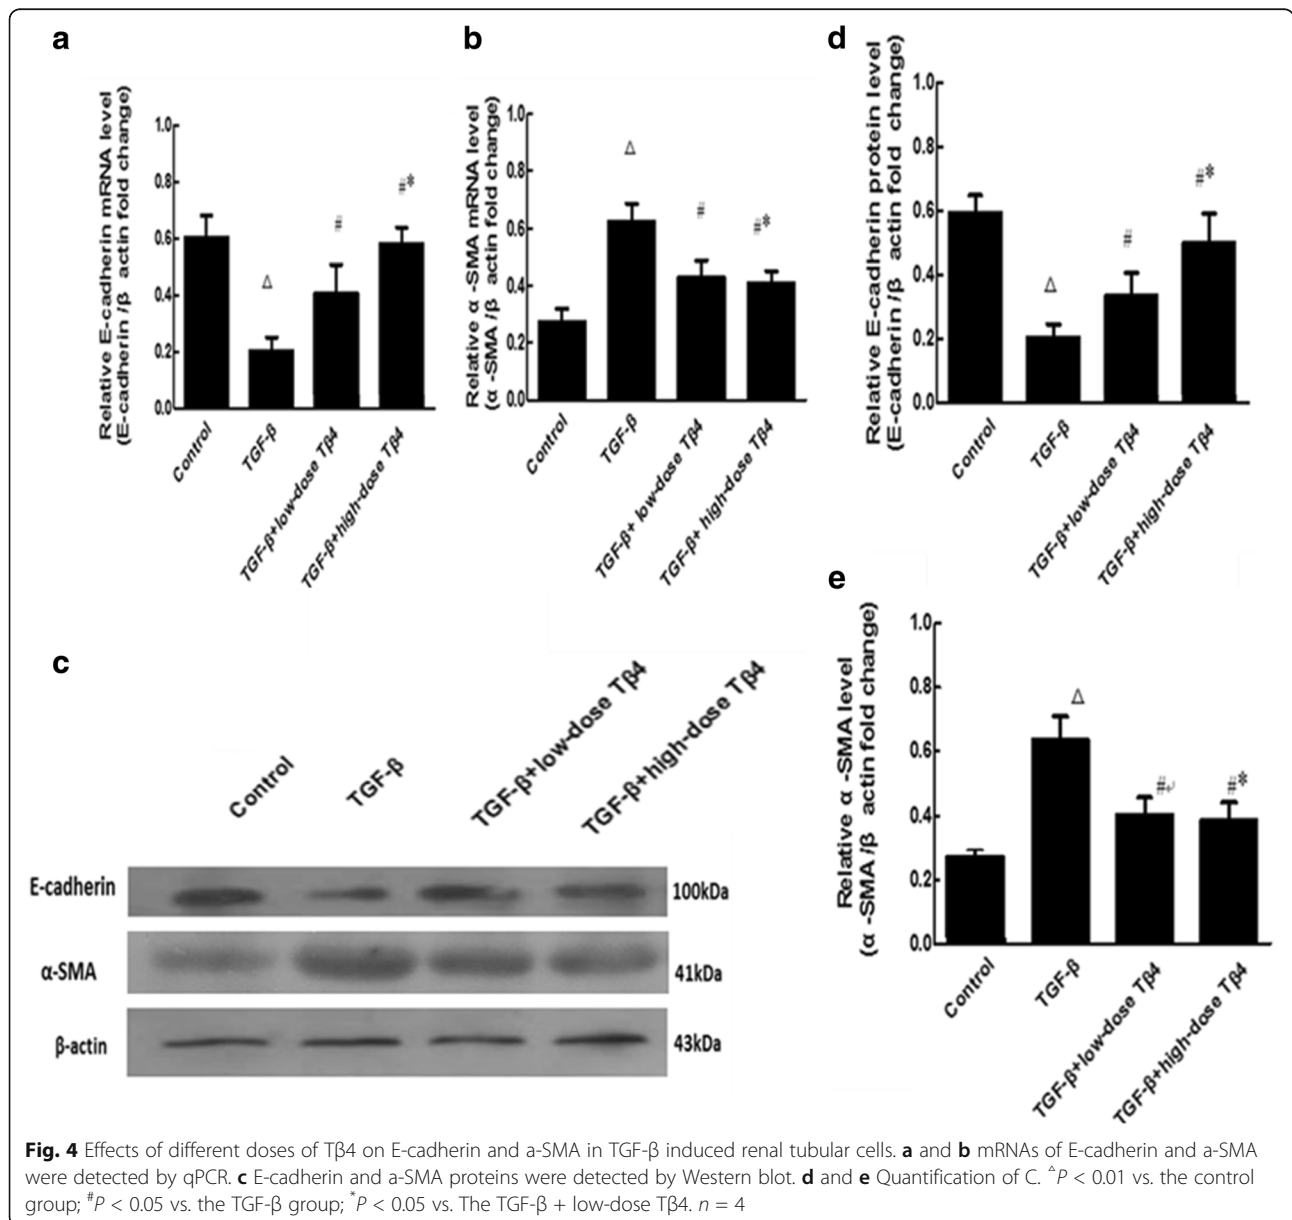 a
Relative E-cadherin mRNA level
(E-cadherin /β actin fold change)
1.0
0.8
0.6
0.4
0.2
0.0
Δ
#
#*
Control
TGF-β
TGF-β+low-dose Tβ4
TGF-β+high-dose Tβ4
b
Relative α -SMA mRNA level
(α -SMA /β actin fold change)
1.0
0.8
0.6
0.4
0.2
0.0
Δ
#
#*
Control
TGF-β
TGF-β+ low-dose Tβ4
TGF-β+ high-dose Tβ4
d
Relative E-cadherin protein level
(E-cadherin /β actin fold change)
1.0
0.8
0.6
0.4
0.2
0.0
Δ
#
#*
Control
TGF-β
TGF-β+low-dose Tβ4
TGF-β+high-dose Tβ4
c
Control
TGF-β
TGF-β+low-dose Tβ4
TGF-β+high-dose Tβ4
E-cadherin
100kDa
α-SMA
41kDa
β-actin
43kDa
e
Relative α -SMA level
(α -SMA /β actin fold change)
1.0
0.8
0.6
0.4
0.2
0.0
Δ
#↵
#*
Control
TGF-β
TGF-β+low-dose Tβ4
TGF-β+high-dose Tβ4
Fig. 4 Effects of different doses of Tβ4 on E-cadherin and a-SMA in TGF-β induced renal tubular cells. a and b mRNAs of E-cadherin and a-SMA
were detected by qPCR. c E-cadherin and a-SMA proteins were detected by Western blot. d and e Quantification of C. ΔP < 0.01 vs. the control
group; #P < 0.05 vs. the TGF-β group; *P < 0.05 vs. The TGF-β + low-dose Tβ4. n = 4